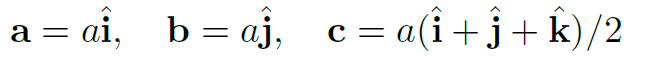 a = aî, b = aĵ, c = a(î + ĵ + k̂)/2